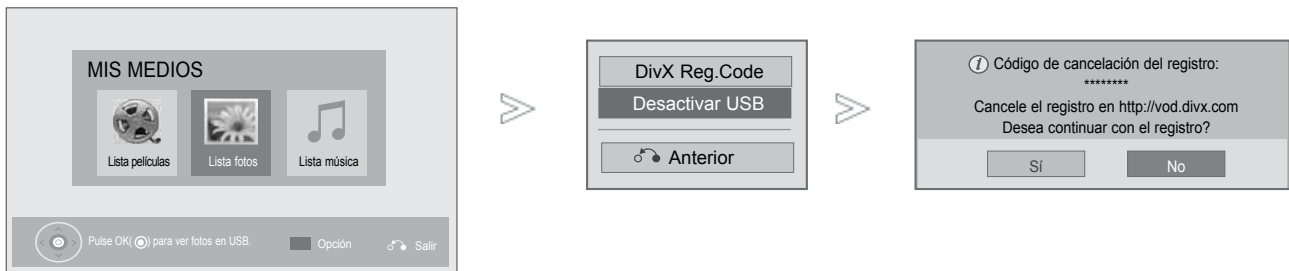 MIS MEDIOS
Lista películas
Lista fotos
Lista música
Pulse OK( ) para ver fotos en USB.
Opción
Salir
DivX Reg.Code
Desactivar USB
Anterior
Código de cancelación del registro:
********
Cancele el registro en http://vod.divx.com
Desea continuar con el registro?
Sí
No